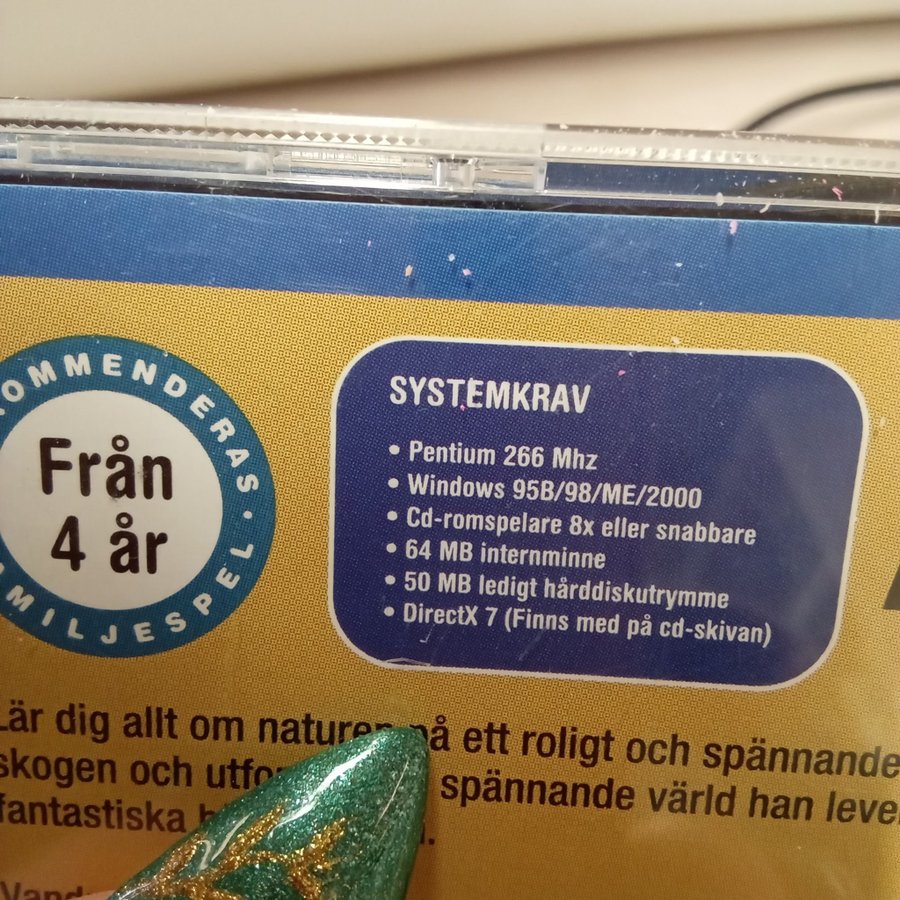 OMMENDERAS
Från
4 år
MILJESPEL
SYSTEMKRAV
• Pentium 266 Mhz
• Windows 95B/98/ME/2000
• Cd-romspelare 8x eller snabbare
• 64 MB internminne
• 50 MB ledigt hårddiskutrymme
• DirectX 7 (Finns med på cd-skivan)
Lär dig allt om naturen på ett roligt och spännande
skogen och spännande värld han lever
fantastiska